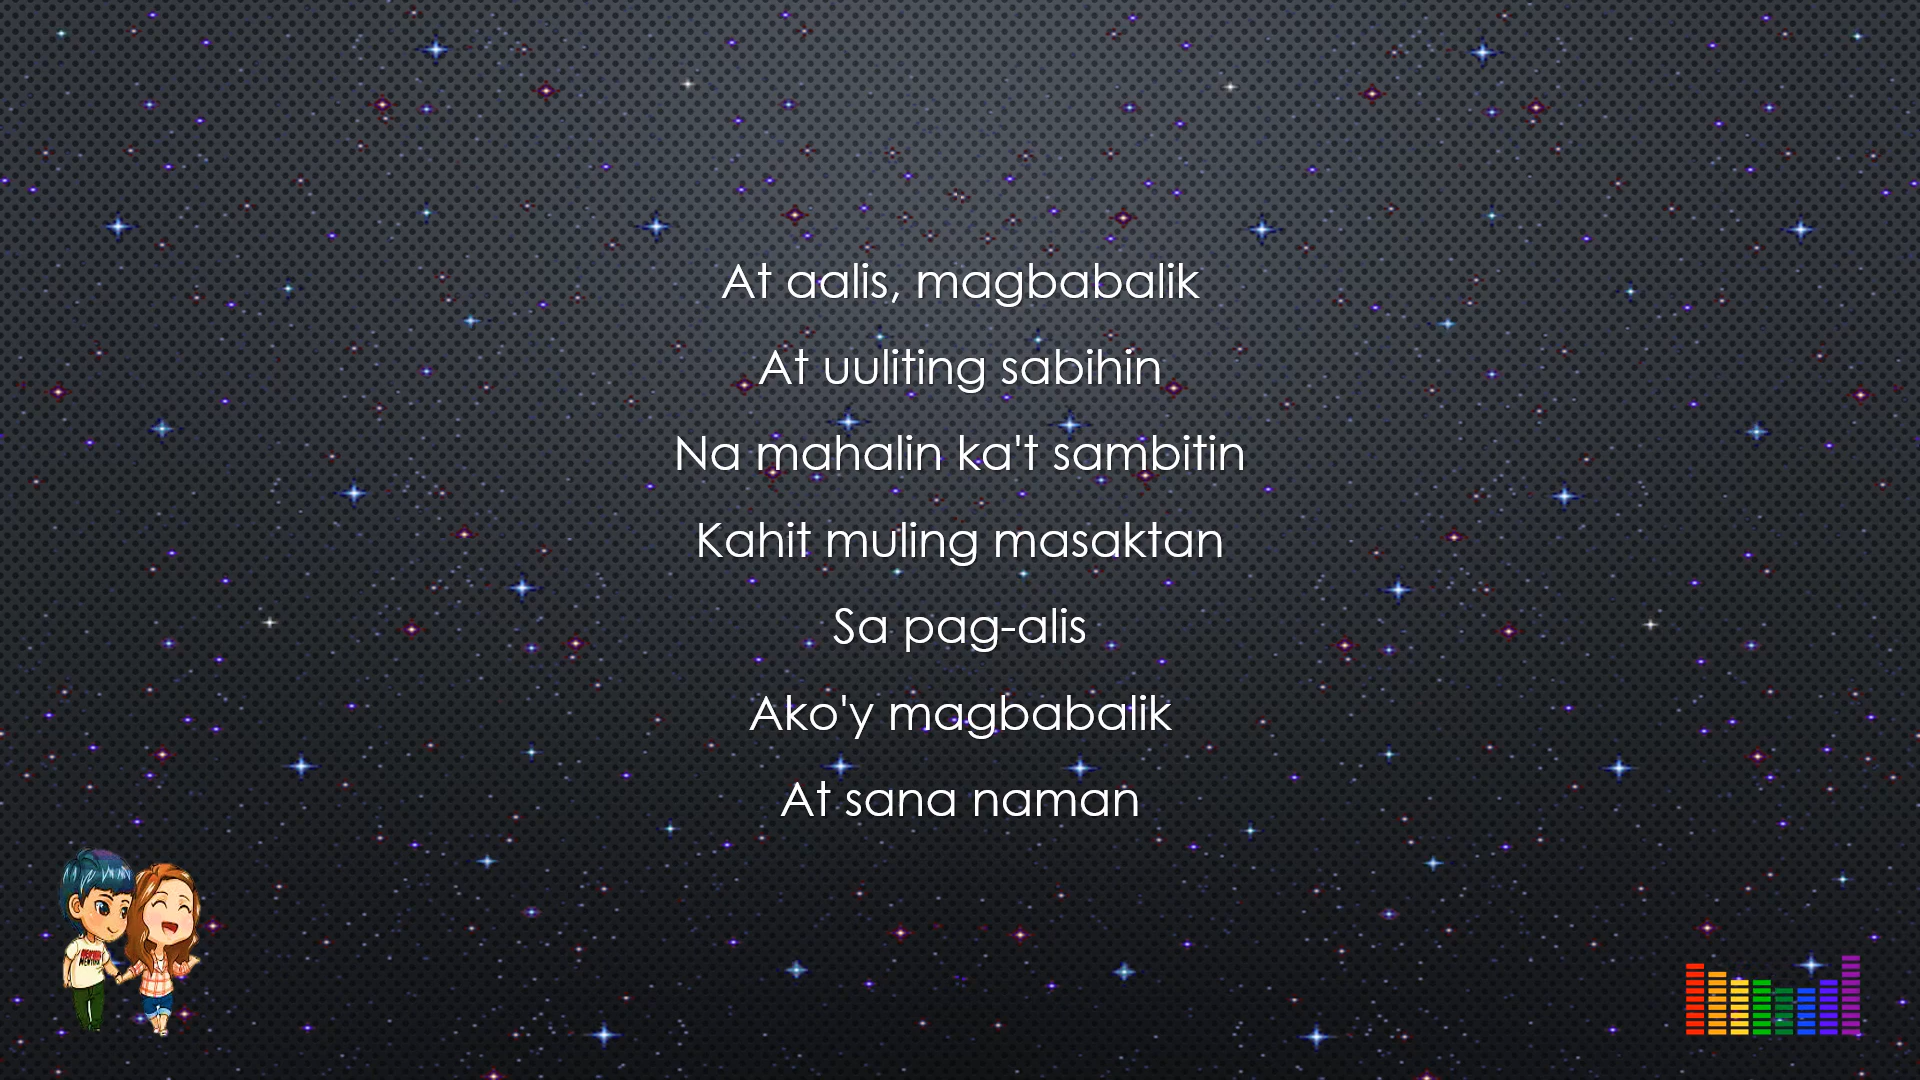 At aalis, magbabalik
At uuliting sabihin
Na mahalin ka't sambitin
Kahit muling masaktan
Sa pag-alis
Ako'y magbabalik
At sana naman